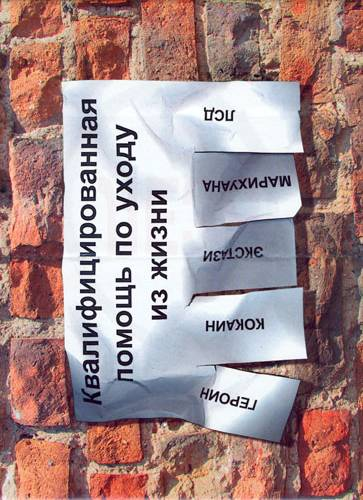 Квалифицированная
помощь по уходу
из жизни
ГЕРОИН
КОКАИН
ЭКСТАЗИ
МАРИХУАНА
ЛСД